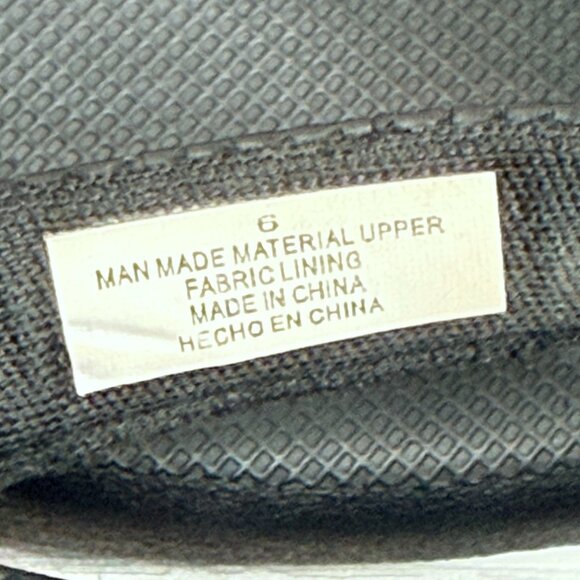 6
MAN MADE MATERIAL UPPER
FABRIC LINING
MADE IN CHINA
HECHO EN CHINA